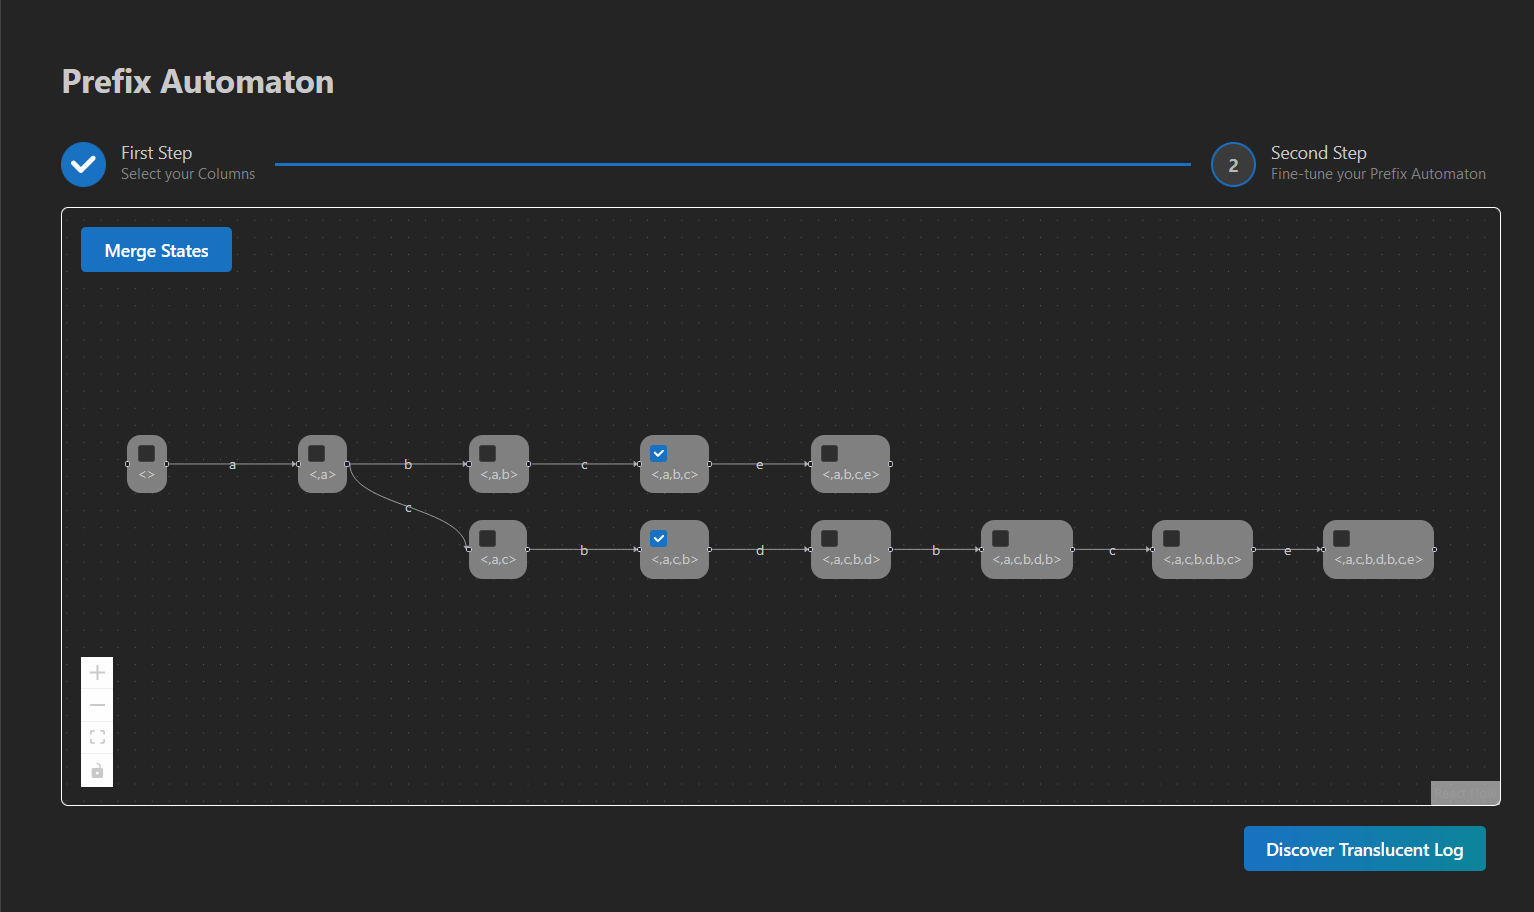 Prefix Automaton
First Step
Select your Columns
2
Second Step
Fine-tune your Prefix Automaton
Merge States
<>
a
<,a>
b
<,a,b>
c
<,a,b,c>
e
<,a,b,c,e>
c
<,a,c>
b
<,a,c,b>
d
<,a,c,b,d>
b
<,a,c,b,d,b>
c
<,a,c,b,d,b,c>
e
<,a,c,b,d,b,c,e>
React Flow
Discover Translucent Log